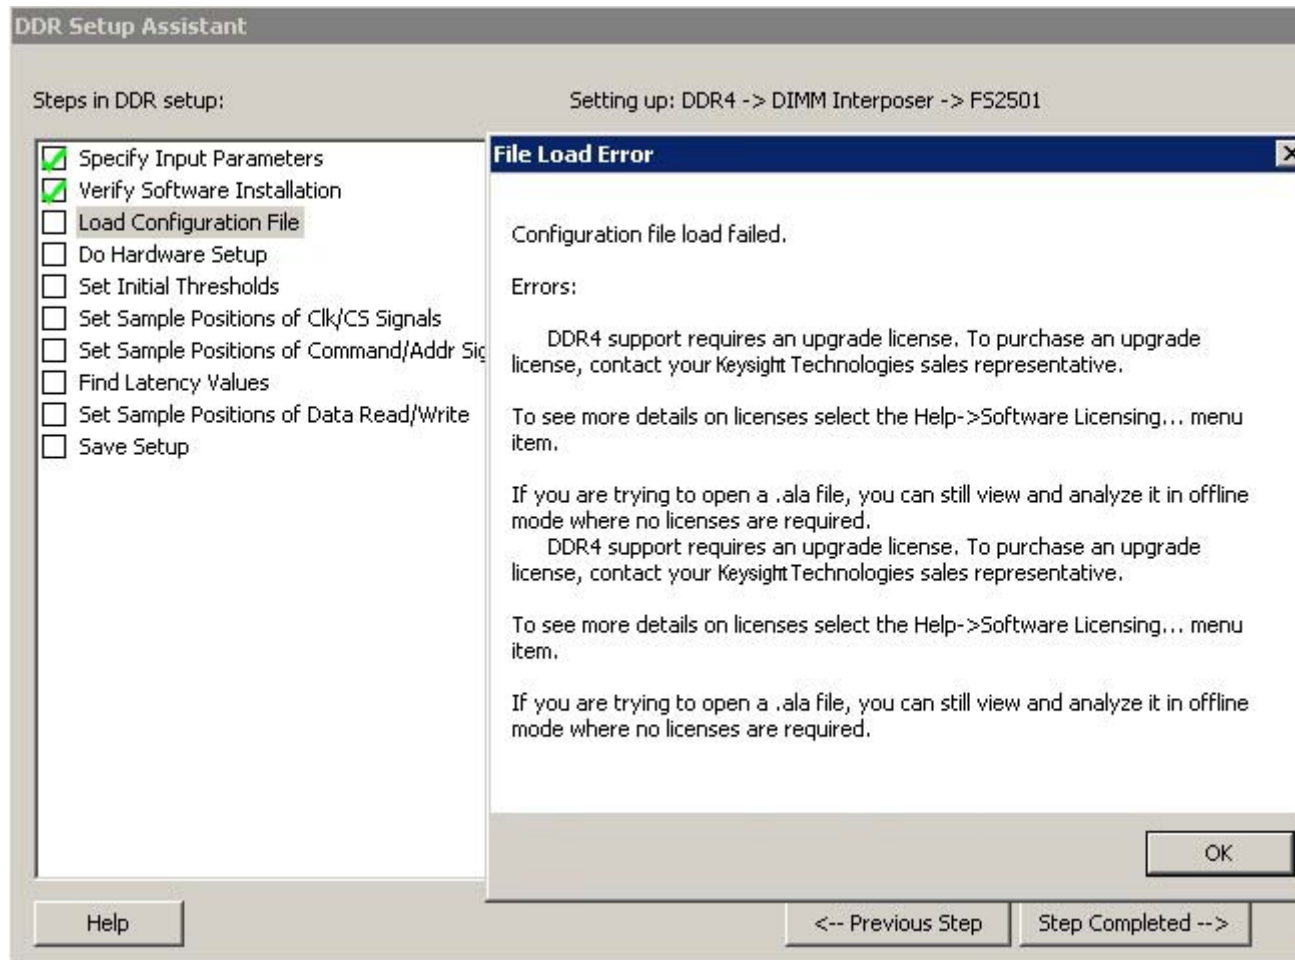 DDR Setup Assistant
Steps in DDR setup:
Setting up: DDR4 -> DIMM Interposer -> FS2501
Specify Input Parameters
Verify Software Installation
Load Configuration File
Do Hardware Setup
Set Initial Thresholds
Set Sample Positions of Clk/CS Signals
Set Sample Positions of Command/Addr Sig
Find Latency Values
Set Sample Positions of Data Read/Write
Save Setup
File Load Error
Configuration file load failed.
Errors:
DDR4 support requires an upgrade license. To purchase an upgrade
license, contact your Keysight Technologies sales representative.
To see more details on licenses select the Help->Software Licensing... menu
item.
If you are trying to open a .ala file, you can still view and analyze it in offline
mode where no licenses are required.
DDR4 support requires an upgrade license. To purchase an upgrade
license, contact your Keysight Technologies sales representative.
To see more details on licenses select the Help->Software Licensing... menu
item.
If you are trying to open a .ala file, you can still view and analyze it in offline
mode where no licenses are required.
OK
Help
<-- Previous Step
Step Completed -->